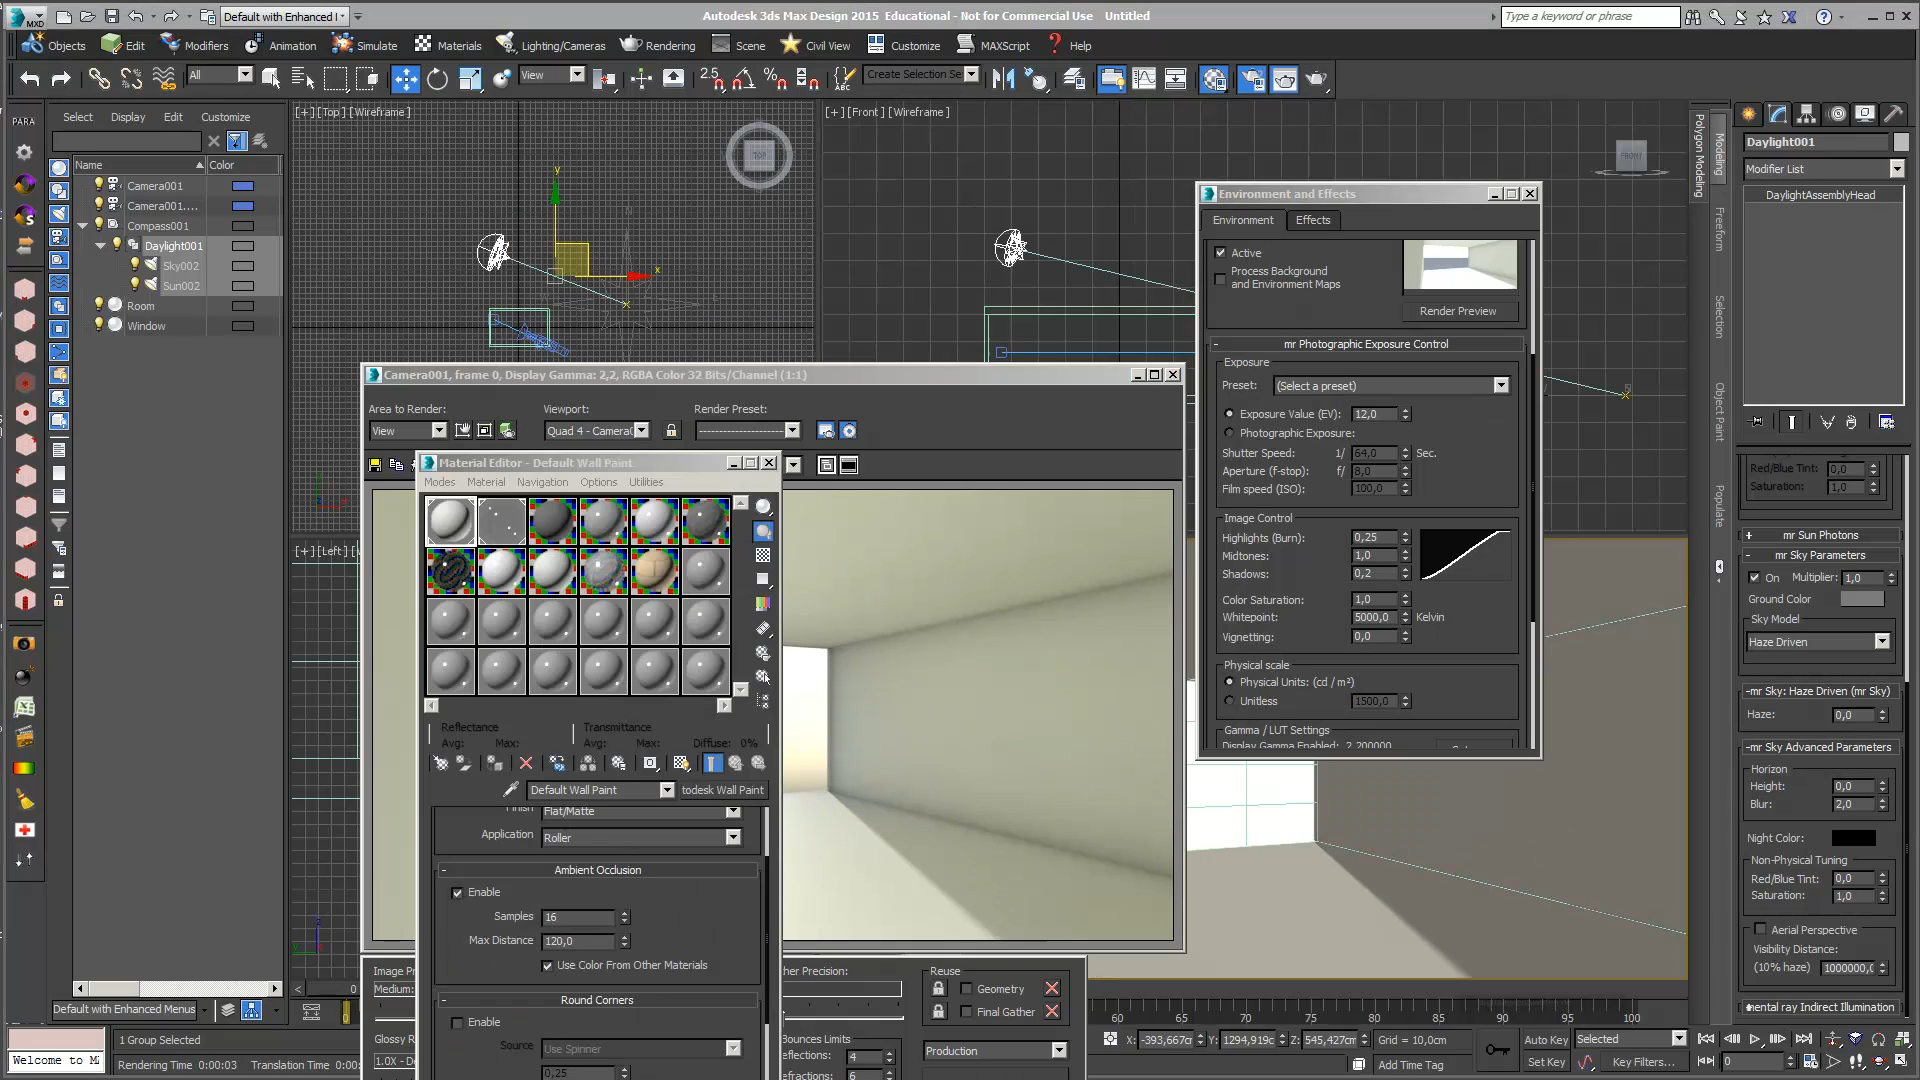 MXD
Default with Enhanced I
Autodesk 3ds Max Design 2015 Educational - Not for Commercial Use Untitled
Type a keyword or phrase
Objects Edit Modifiers Animation Simulate Materials Lighting/Cameras Rendering Scene Civil View Customize MAXScript Help
All
View
2.5
ABC
Create Selection Se
PARA
Select Display Edit Customize
Name Color
Camera001
Camera001....
Compass001
Daylight001
Sky002
Sun002
Room
Window
[+][Top][Wireframe]
TOP
y
x
[+][Front][Wireframe]
FRONT
[+][Left]
Camera001, frame 0, Display Gamma: 2,2, RGBA Color 32 Bits/Channel (1:1)
Area to Render:
View
Viewport:
Quad 4 - Camera(
Render Preset:
Material Editor - Default Wall Paint
Modes Material Navigation Options Utilities
Reflectance
Avg: Max:
Transmittance
Avg: Max: Diffuse: 0%
Default Wall Paint
todesk Wall Paint
Finish Flat/Matte
Application Roller
Ambient Occlusion
Enable
Samples 16
Max Distance 120,0
Use Color From Other Materials
Round Corners
Enable
Source Use Spinner
0,25
Environment and Effects
Environment Effects
Active
Process Background
and Environment Maps
Render Preview
mr Photographic Exposure Control
Exposure
Preset: (Select a preset)
Exposure Value (EV): 12,0
Photographic Exposure:
Shutter Speed: 1/ 64,0 Sec.
Aperture (f-stop): f/ 8,0
Film speed (ISO): 100,0
Image Control
Highlights (Burn): 0,25
Midtones: 1,0
Shadows: 0,2
Color Saturation: 1,0
Whitepoint: 5000,0 Kelvin
Vignetting: 0,0
Physical scale
Physical Units: (cd / m²)
Unitless 1500,0
Gamma / LUT Settings
Display Gamma Enabled: 2.200000
Polygon Modeling
Modeling
Freeform
Selection
Object Paint
Populate
Daylight001
Modifier List
DaylightAssemblyHead
Red/Blue Tint: 0,0
Saturation: 1,0
+ mr Sun Photons
- mr Sky Parameters
On Multiplier: 1,0
Ground Color
Sky Model
Haze Driven
-mr Sky: Haze Driven (mr Sky)
Haze: 0,0
- mr Sky Advanced Parameters
Horizon
Height: 0,0
Blur: 2,0
Night Color:
Non-Physical Tuning
Red/Blue Tint: 0,0
Saturation: 1,0
Aerial Perspective
Visibility Distance:
(10% haze) 1000000,(
mental ray Indirect Illumination
Image Pr
Medium:
Glossy R
1.0X - De
her Precision:
Bounces Limits
eflections: 4
efractions: 6
Reuse
Geometry
Final Gather
Production
60 65 70 75 80 85 90 95 100
Default with Enhanced Menus
0
Welcome to MA
1 Group Selected
Rendering Time 0:00:03 Translation Time 0:00:
X: -393,667cr Y: 1294,919c Z: 545,427cm Grid = 10,0cm
Add Time Tag
Auto Key Selected
Set Key Key Filters...
0